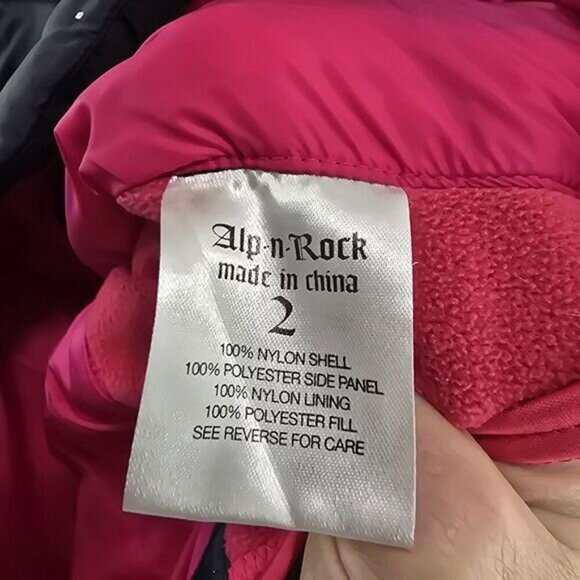 Alp-n-Rock
made in china
2
100% NYLON SHELL
100% POLYESTER SIDE PANEL
100% NYLON LINING
100% POLYESTER FILL
SEE REVERSE FOR CARE